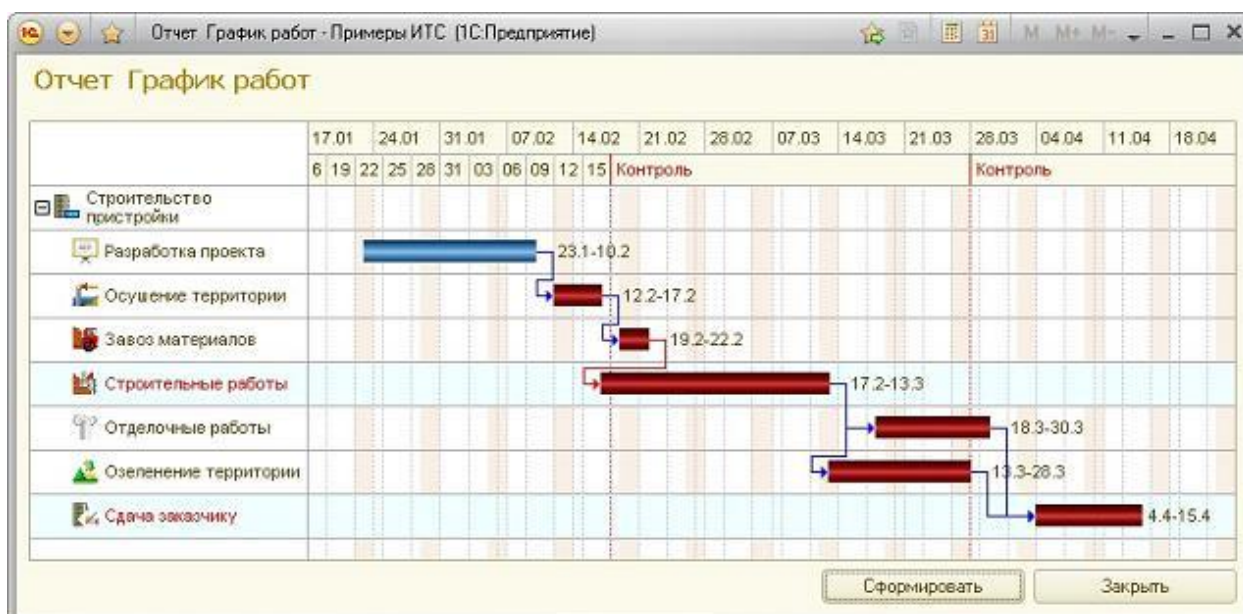 Отчет График работ - Примеры ИТС (1С:Предприятие)
31 M M+ M-
Отчет График работ
17.01 24.01 31.01 07.02 14.02 21.02 28.02 07.03 14.03 21.03 28.03 04.04 11.04 18.04
6 19 22 25 28 31 03 06 09 12 15 Контроль Контроль
Строительство
пристройки
Разработка проекта 23.1-10.2
Осушение территории 12.2-17.2
Завоз материалов 19.2-22.2
Строительные работы 17.2-13.3
Отделочные работы 18.3-30.3
Озеленение территории 13.3-28.3
Сдача заказчику 4.4-15.4
Сформировать Закрыть